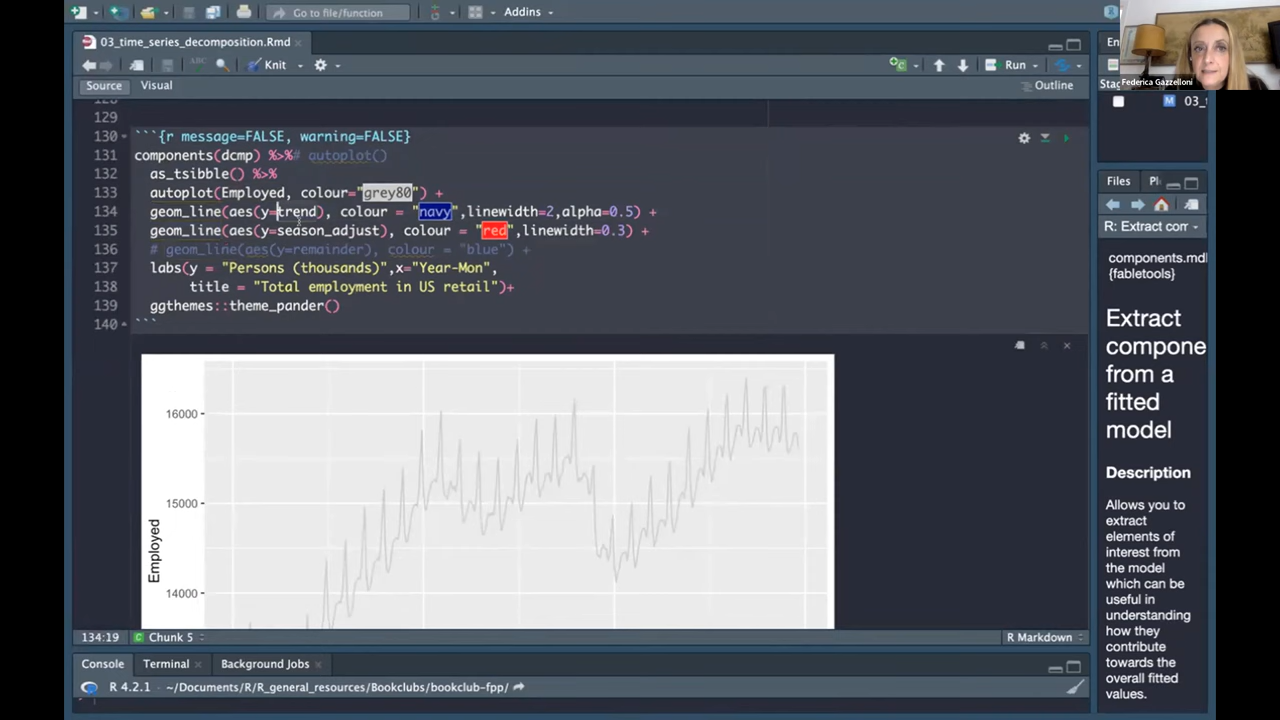 Go to file/function
Addins
03_time_series_decomposition.Rmd
Knit
Run
Source
Visual
Outline
Federica Gazzelloni
129
130 ```{r message=FALSE, warning=FALSE}
131 components(dcmp) %>%# autoplot()
132 as_tsibble() %>%
133 autoplot(Employed, colour="grey80") +
134 geom_line(aes(y=trend), colour = "navy",linewidth=2,alpha=0.5) +
135 geom_line(aes(y=season_adjust), colour = "red",linewidth=0.3) +
136 # geom_line(aes(y=remainder), colour = "blue") +
137 labs(y = "Persons (thousands)",x="Year-Mon",
138 title = "Total employment in US retail")+
139 ggthemes::theme_pander()
140 ```
16000
15000
14000
Employed
134:19
Chunk 5
R Markdown
Console
Terminal
Background Jobs
R 4.2.1 · ~/Documents/R/R_general_resources/Bookclubs/bookclub-fpp/
En
Stag
03_t
Files
Pl
R: Extract com
components.mdl
{fabletools}
Extract
compone
from a
fitted
model
Description
Allows you to
extract
elements of
interest from
the model
which can be
useful in
understanding
how they
contribute
towards the
overall fitted
values.